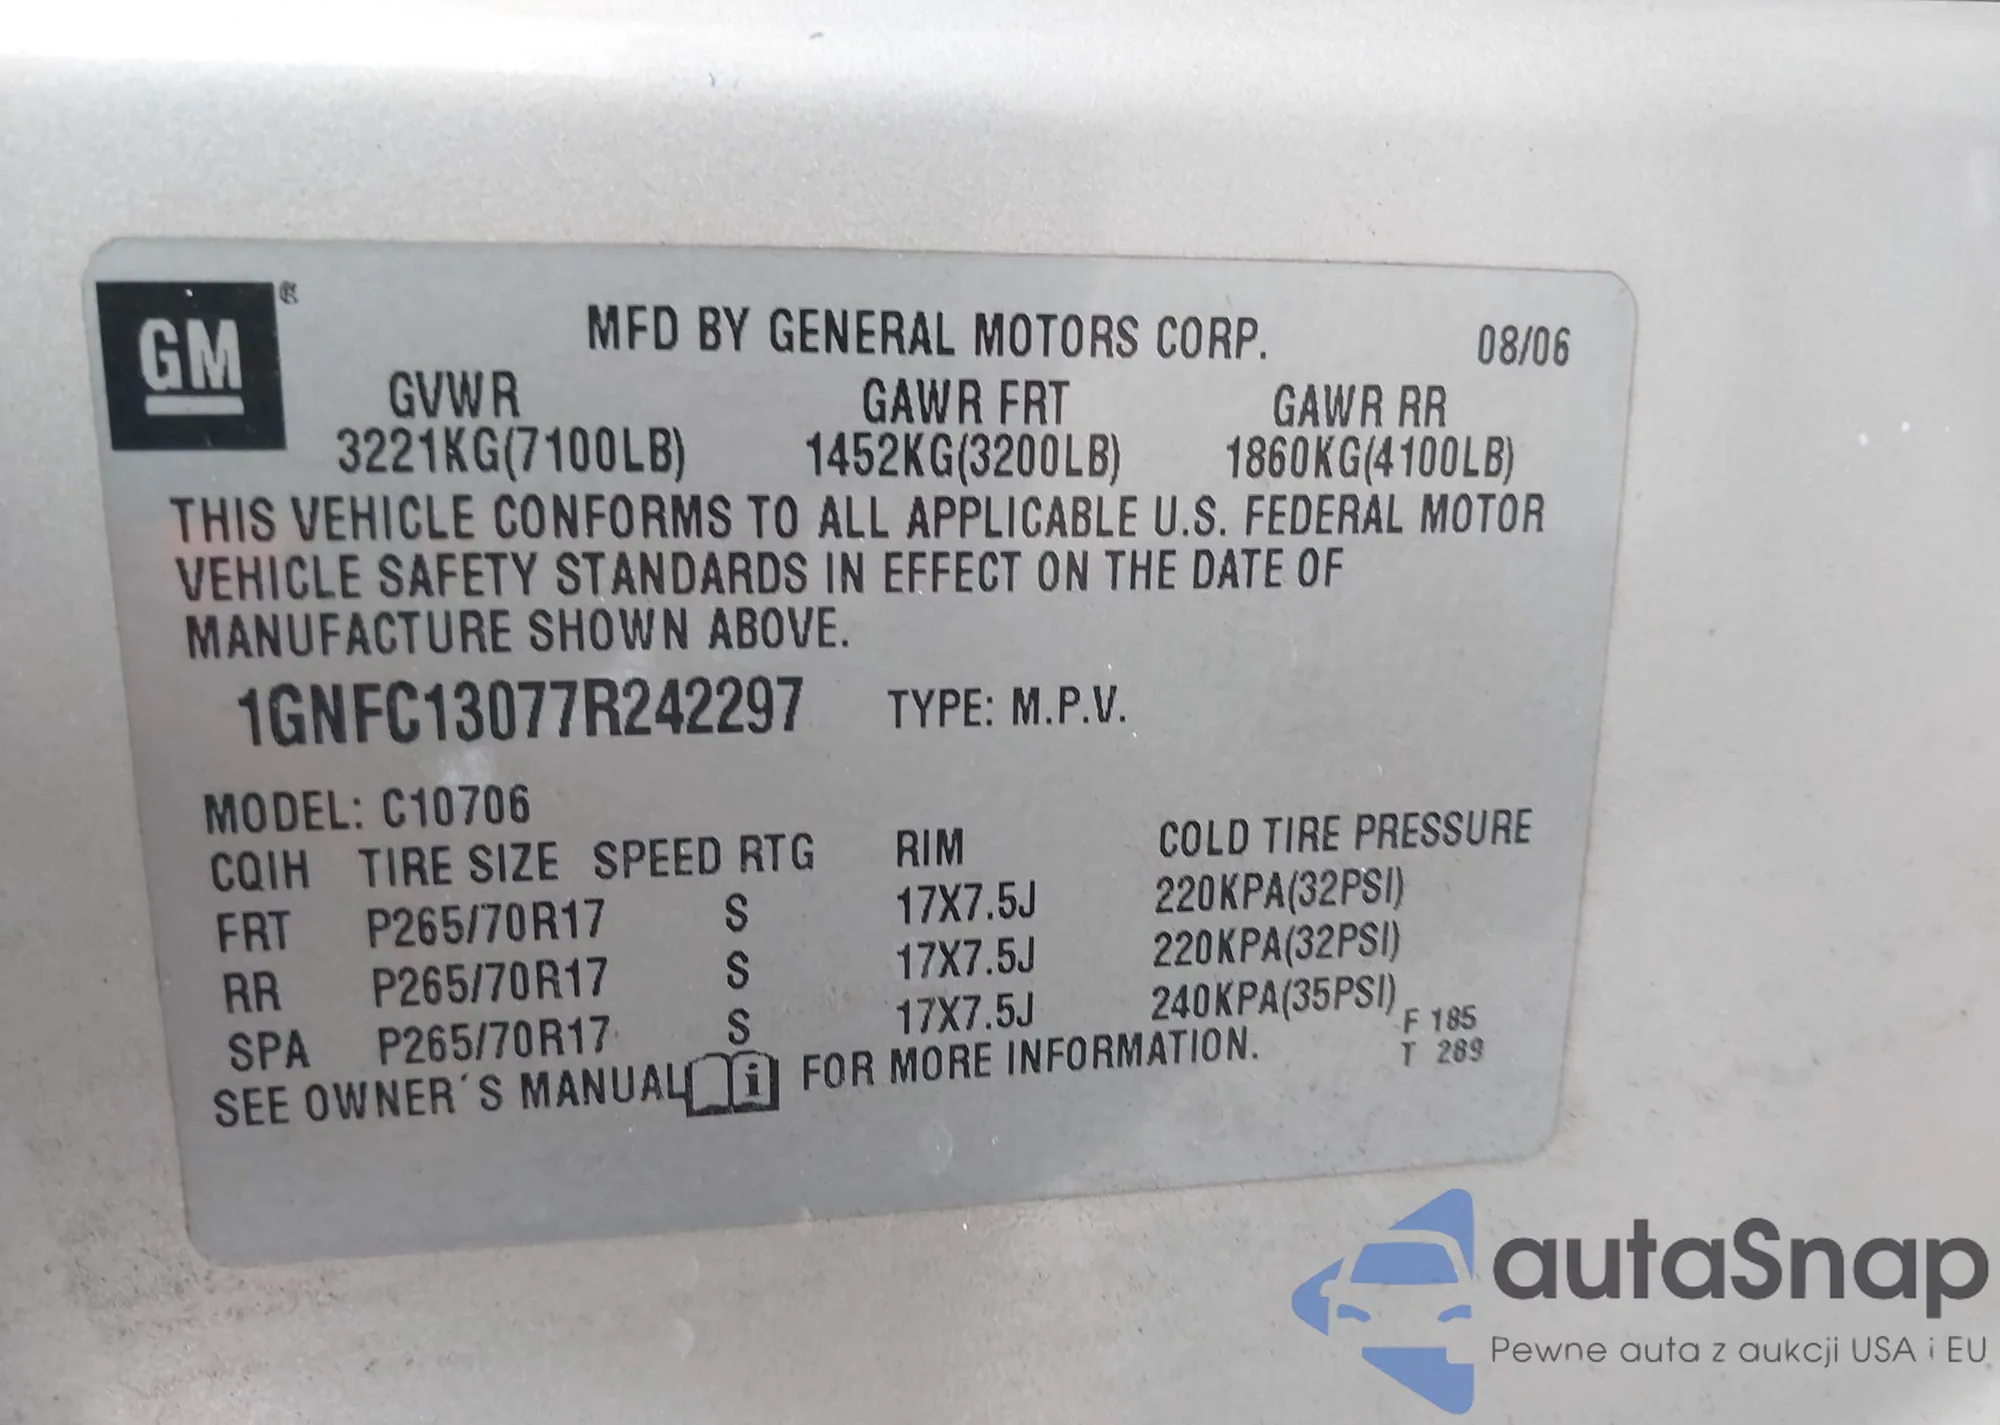 GM
MFD BY GENERAL MOTORS CORP. 08/06
GVWR GAWR FRT GAWR RR
3221KG(7100LB) 1452KG(3200LB) 1860KG(4100LB)
THIS VEHICLE CONFORMS TO ALL APPLICABLE U.S. FEDERAL MOTOR
VEHICLE SAFETY STANDARDS IN EFFECT ON THE DATE OF
MANUFACTURE SHOWN ABOVE.
1GNFC13077R242297 TYPE: M.P.V.
MODEL: C10706
CQIH TIRE SIZE SPEED RTG RIM COLD TIRE PRESSURE
FRT P265/70R17 S 17X7.5J 220KPA(32PSI)
RR P265/70R17 S 17X7.5J 220KPA(32PSI)
SPA P265/70R17 S 17X7.5J 240KPA(35PSI)
F 185
T 289
SEE OWNER´S MANUAL i FOR MORE INFORMATION.
autaSnap
Pewne auta z aukcji USA i EU